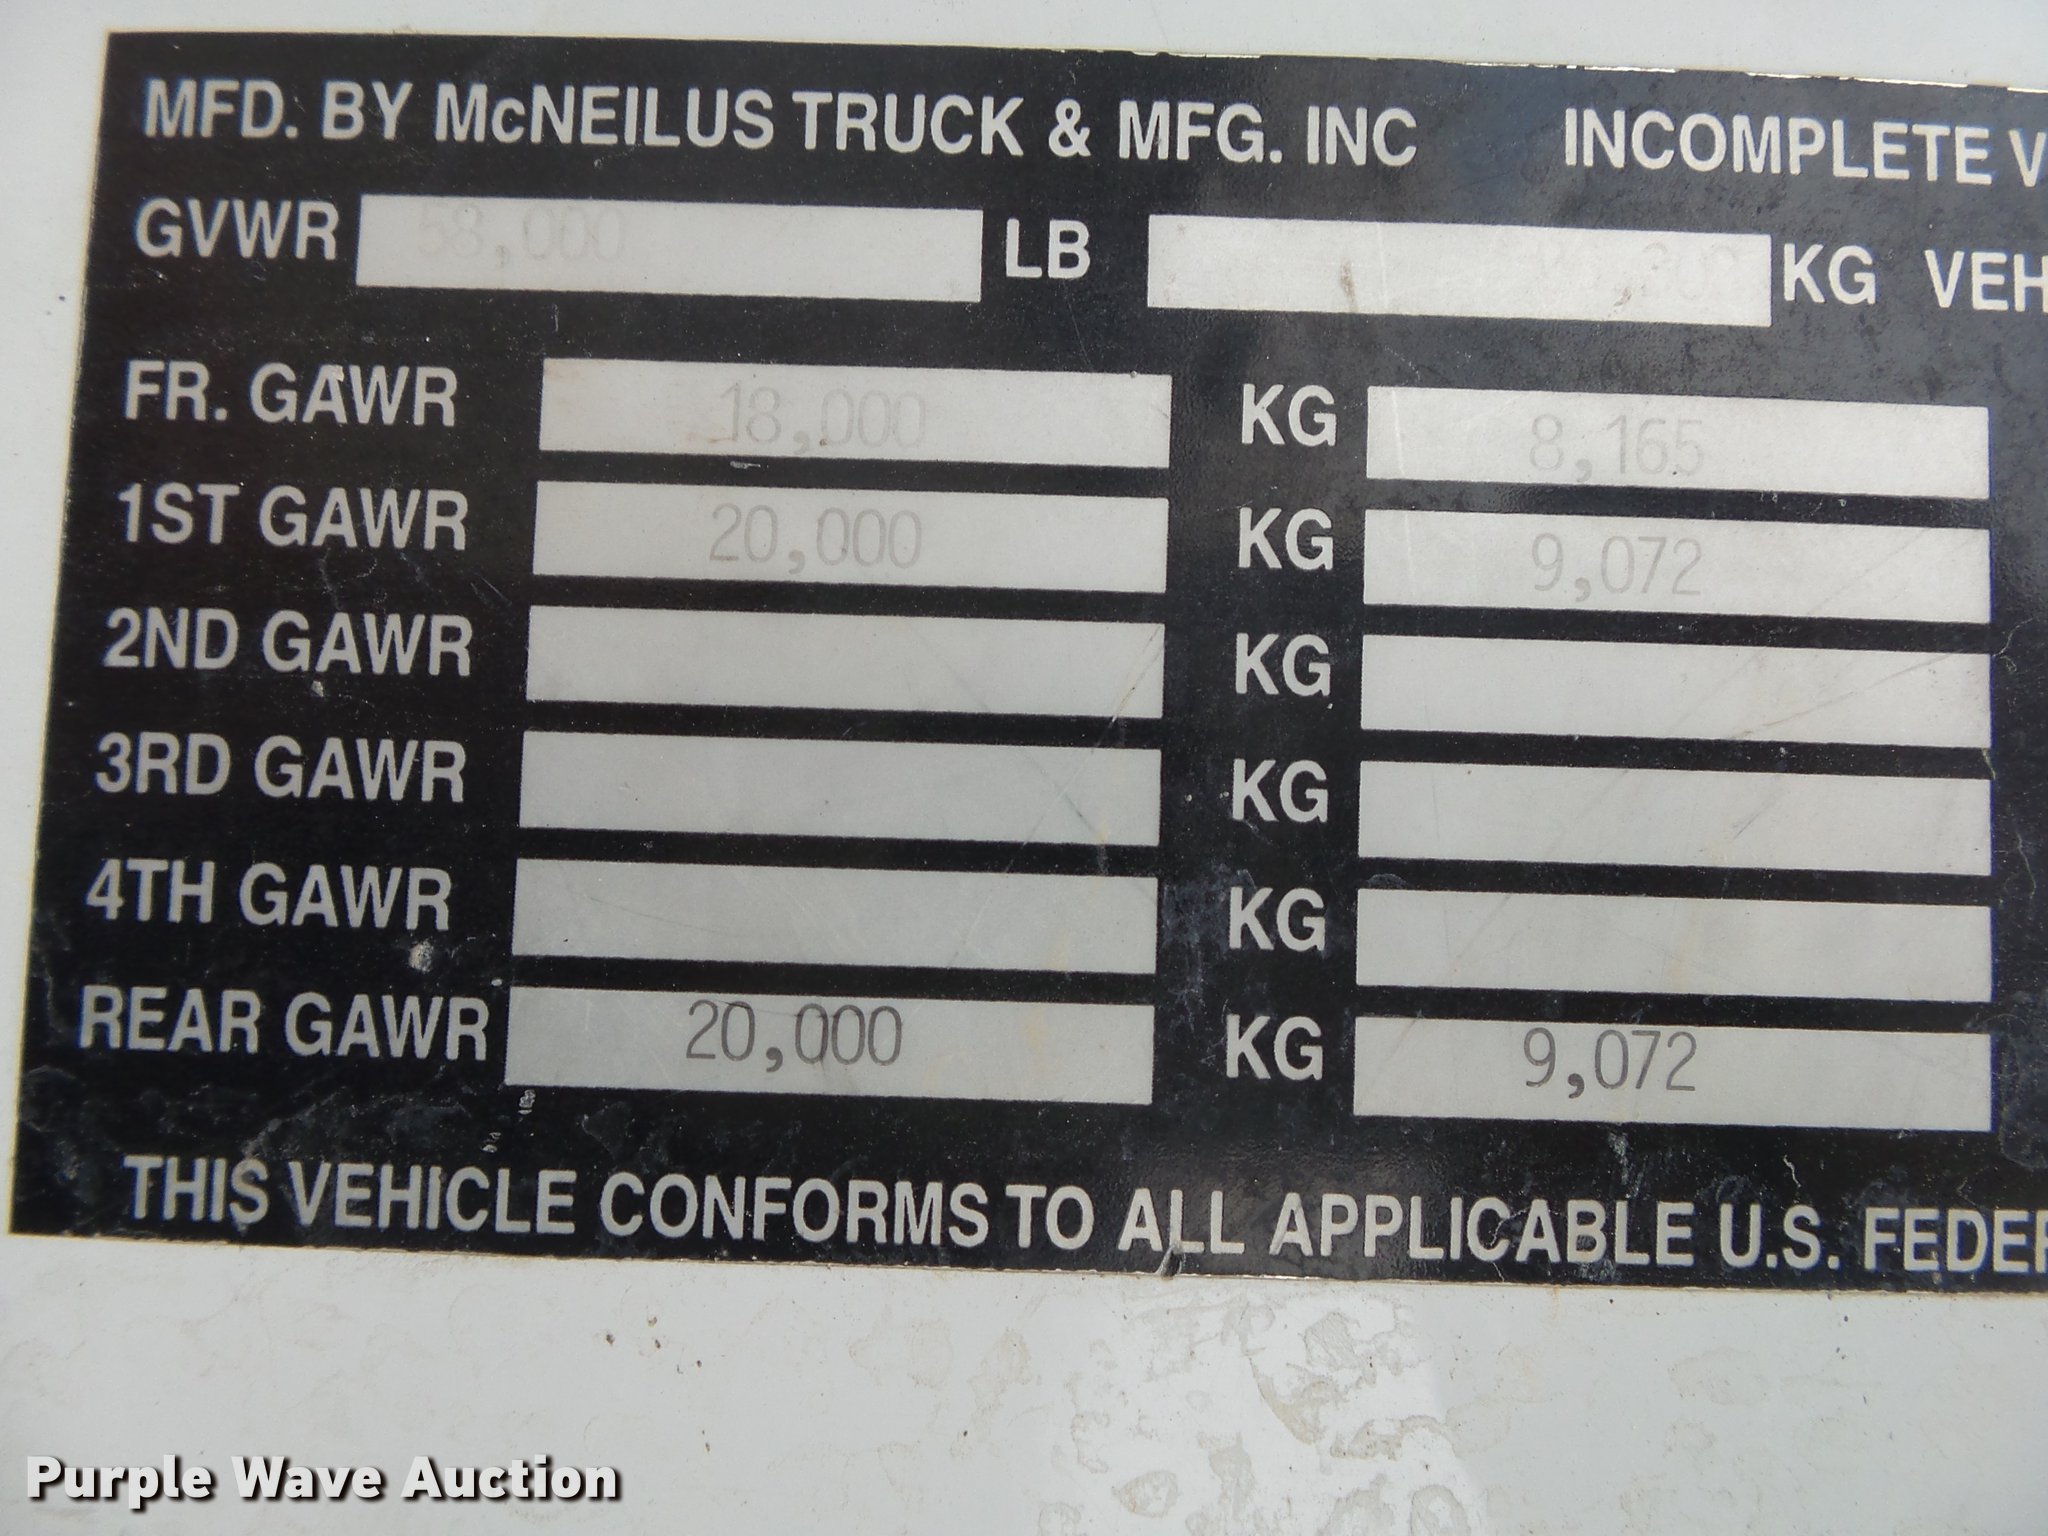 MFD. BY McNEILUS TRUCK & MFG. INC INCOMPLETE V
GVWR 58,000 LB KG VEH
FR. GAWR 18,000 KG 8,165
1ST GAWR 20,000 KG 9,072
2ND GAWR KG
3RD GAWR KG
4TH GAWR KG
REAR GAWR 20,000 KG 9,072
THIS VEHICLE CONFORMS TO ALL APPLICABLE U.S. FEDER
Purple Wave Auction